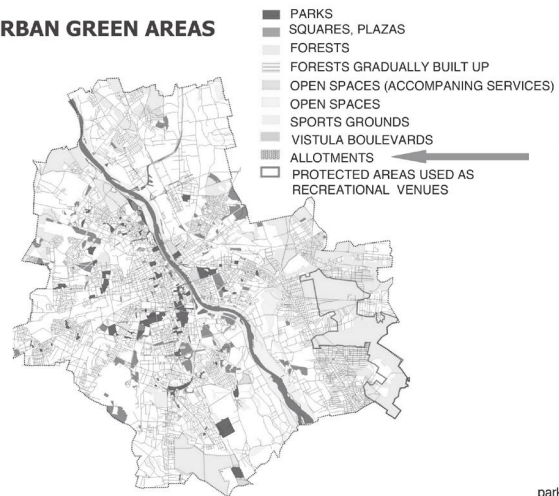 RBAN GREEN AREAS
PARKS
SQUARES, PLAZAS
FORESTS
FORESTS GRADUALLY BUILT UP
OPEN SPACES (ACCOMPANING SERVICES)
OPEN SPACES
SPORTS GROUNDS
VISTULA BOULEVARDS
ALLOTMENTS
PROTECTED AREAS USED AS
RECREATIONAL VENUES
park